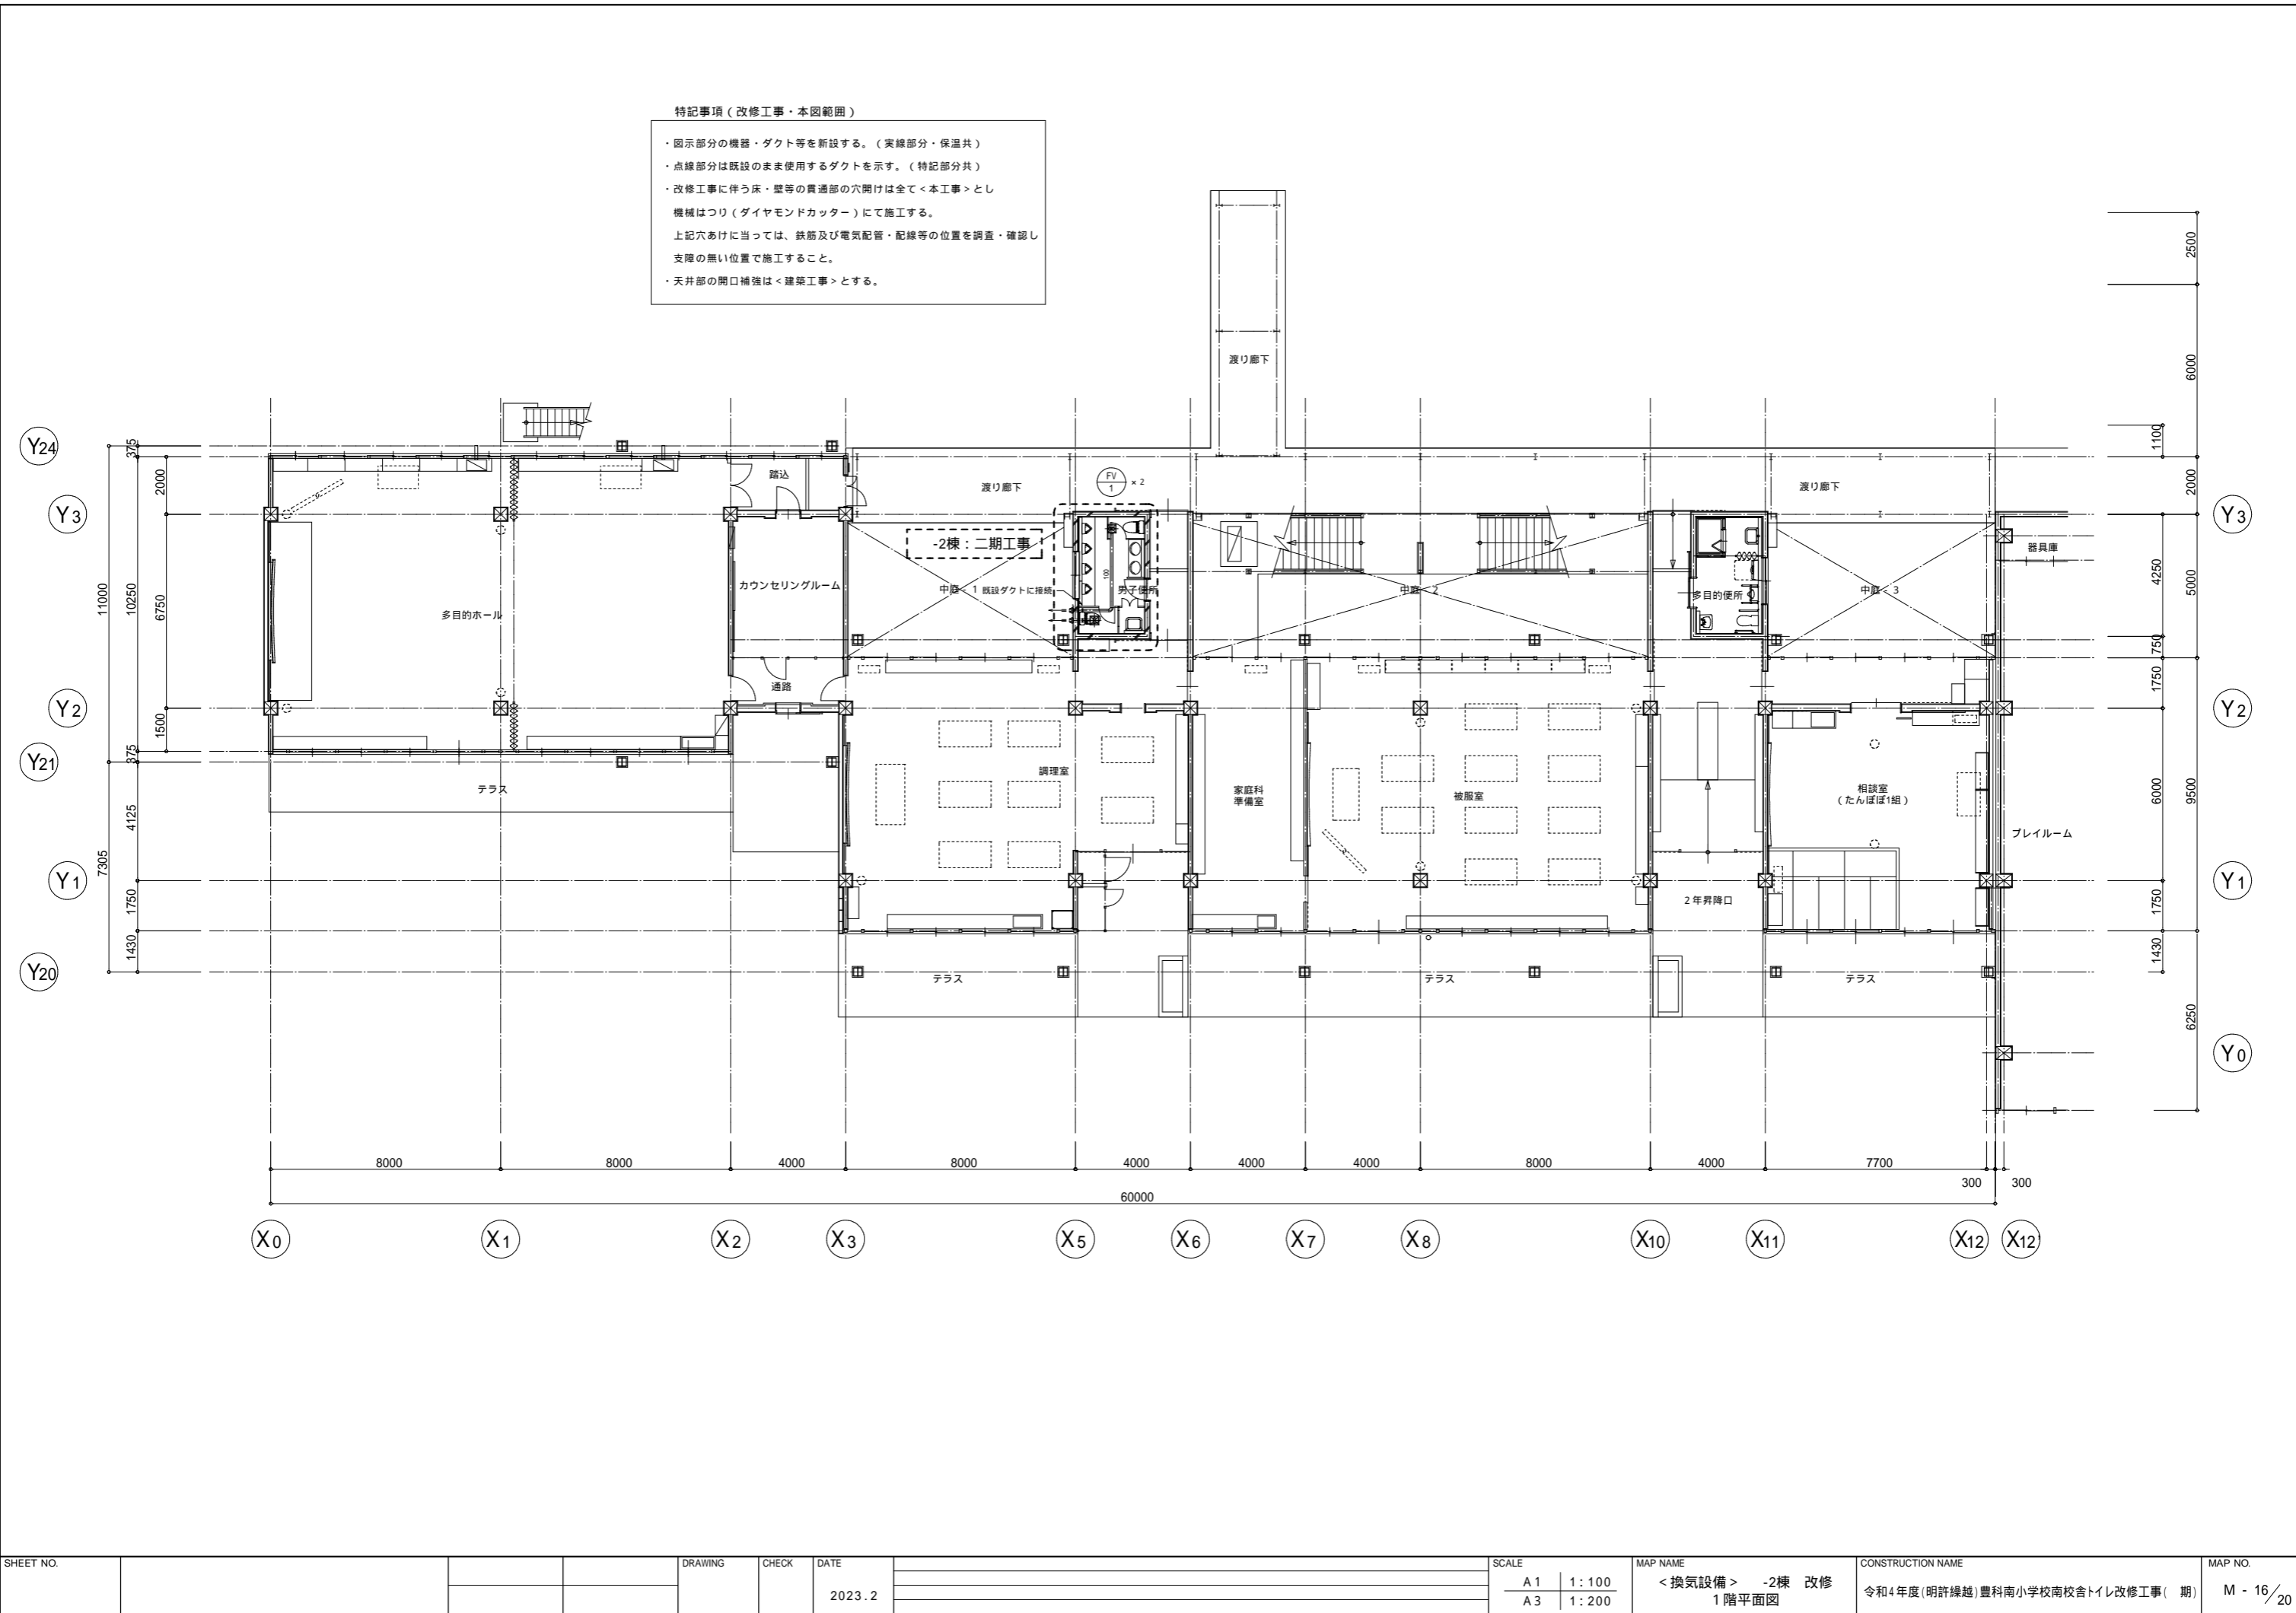 特記事項（改修工事・本図範囲）
・図示部分の機器・ダクト等を新設する。（実線部分・保温共）
・点線部分は既設のまま使用するダクトを示す。（特記部分共）
・改修工事に伴う床・壁等の貫通部の穴開けは全て＜本工事＞とし
機械はつり（ダイヤモンドカッター）にて施工する。
上記穴あけに当っては、鉄筋及び電気配管・配線等の位置を調査・確認し
支障の無い位置で施工すること。
・天井部の開口補強は＜建築工事＞とする。
2500
6000
1100
2000
渡り廊下
Y24
Y3
Y2
Y21
Y1
Y20
375
2000
11000
10250
6750
1500
375
4125
7305
1750
1430
踏込
渡り廊下
FV
1
×2
渡り廊下
Y3
-2棟：二期工事
器具庫
カウンセリングルーム
中庭 - 1
既設ダクトに接続
100
男子便所
中庭 - 2
多目的便所
中庭 - 3
多目的ホール
4250
5000
750
1750
通路
Y2
テラス
調理室
家庭科
準備室
被服室
相談室
（たんぽぽ1組）
プレイルーム
6000
9500
Y1
2年昇降口
1750
1430
テラス
テラス
テラス
6250
Y0
8000
8000
4000
8000
4000
4000
4000
8000
4000
7700
300
300
60000
X0
X1
X2
X3
X5
X6
X7
X8
X10
X11
X12
X12'
SHEET NO.
DRAWING
CHECK
DATE
2023.2
SCALE
A1 1:100
A3 1:200
MAP NAME
＜換気設備＞ -2棟 改修
1階平面図
CONSTRUCTION NAME
令和4年度(明許繰越)豊科南小学校南校舎トイレ改修工事( 期)
MAP NO.
M - 16/20